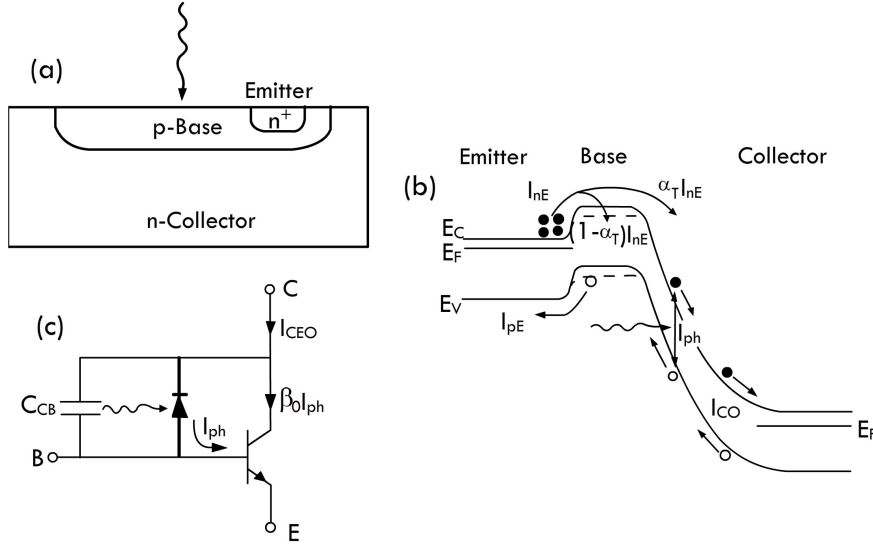 (a)
Emitter
n⁺
p-Base
n-Collector
(b)
Emitter Base Collector
InE
αTInE
EC
(1-αT)InE
EF
EV
IpE
Iph
ICO
EF
(c)
C
ICEO
CCB
β0Iph
Iph
B
E